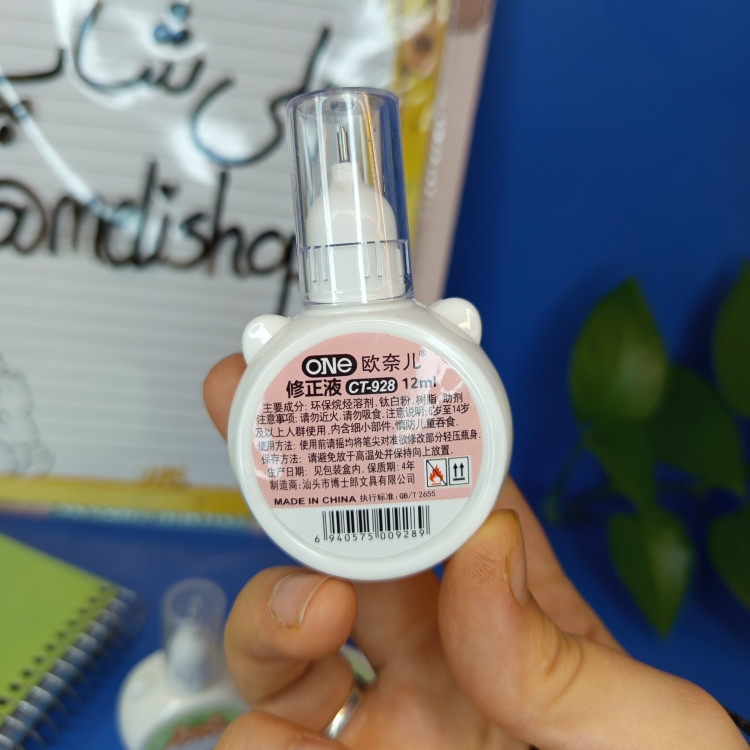 ی شاپ
@mdishop
ONe 欧奈儿®
修正液 CT-928 12ml
主要成分: 环保烷烃溶剂. 钛白粉. 树脂. 助剂
注意事项: 请勿近火. 请勿吸食. 注意说明: 6岁至14岁
及以上人群使用. 内含细小部件. 慎防儿童吞食.
使用方法: 使用前请摇均将笔尖对准欲修改部分轻压瓶身.
保存方法: 请避免放于高温处并保持向上放置.
生产日期: 见包装盒内. 保质期: 4年
制造商: 汕头市博士郎文具有限公司
MADE IN CHINA 执行标准: QB/T 2655
6 940575 009289